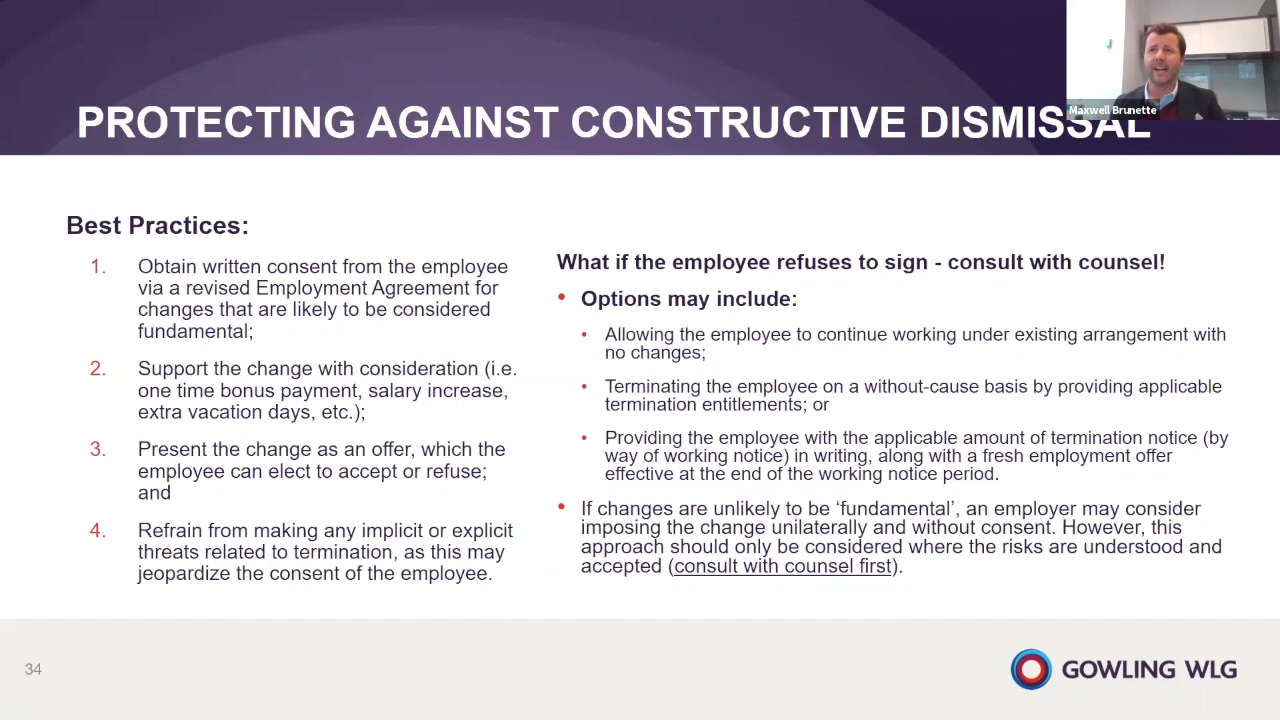 PROTECTING AGAINST CONSTRUCTIVE DISMISSAL
Maxwell Brunette
Best Practices:
1. Obtain written consent from the employee
via a revised Employment Agreement for
changes that are likely to be considered
fundamental;
2. Support the change with consideration (i.e.
one time bonus payment, salary increase,
extra vacation days, etc.);
3. Present the change as an offer, which the
employee can elect to accept or refuse;
and
4. Refrain from making any implicit or explicit
threats related to termination, as this may
jeopardize the consent of the employee.
What if the employee refuses to sign - consult with counsel!
• Options may include:
• Allowing the employee to continue working under existing arrangement with
no changes;
• Terminating the employee on a without-cause basis by providing applicable
termination entitlements; or
• Providing the employee with the applicable amount of termination notice (by
way of working notice) in writing, along with a fresh employment offer
effective at the end of the working notice period.
• If changes are unlikely to be ‘fundamental’, an employer may consider
imposing the change unilaterally and without consent. However, this
approach should only be considered where the risks are understood and
accepted (consult with counsel first).
34
GOWLING WLG